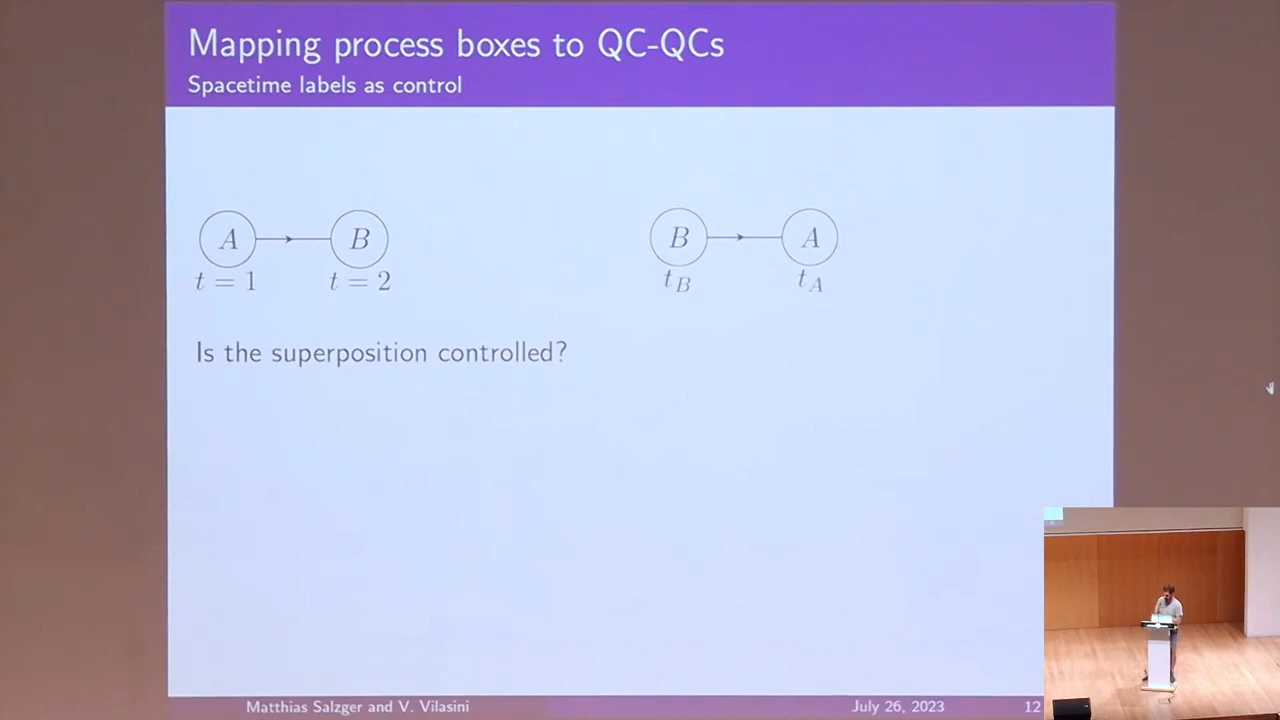 Mapping process boxes to QC-QCs
Spacetime labels as control
A B
t = 1 t = 2
B A
t_B t_A
Is the superposition controlled?
Matthias Salzger and V. Vilasini July 26, 2023 12